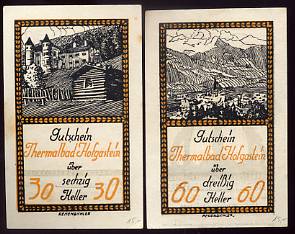 Gutschein
Thermalbad Hofgastein
über
30 sechzig 30
Heller
Gutschein
Thermalbad Hofgastein
über
60 dreißig 60
Heller